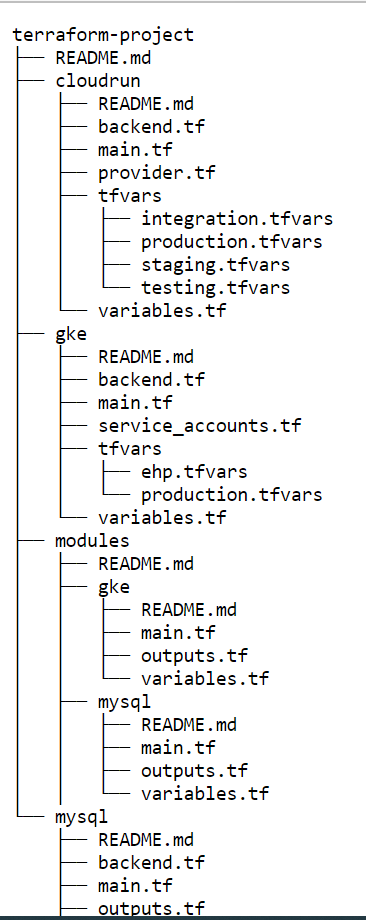 terraform-project
├── README.md
├── cloudrun
│   ├── README.md
│   ├── backend.tf
│   ├── main.tf
│   ├── provider.tf
│   ├── tfvars
│   │   ├── integration.tfvars
│   │   ├── production.tfvars
│   │   ├── staging.tfvars
│   │   └── testing.tfvars
│   └── variables.tf
├── gke
│   ├── README.md
│   ├── backend.tf
│   ├── main.tf
│   ├── service_accounts.tf
│   ├── tfvars
│   │   ├── ehp.tfvars
│   │   └── production.tfvars
│   └── variables.tf
├── modules
│   ├── README.md
│   ├── gke
│   │   ├── README.md
│   │   ├── main.tf
│   │   ├── outputs.tf
│   │   └── variables.tf
│   ├── mysql
│   │   ├── README.md
│   │   ├── main.tf
│   │   ├── outputs.tf
│   │   └── variables.tf
└── mysql
    ├── README.md
    ├── backend.tf
    ├── main.tf
    ├── outputs.tf